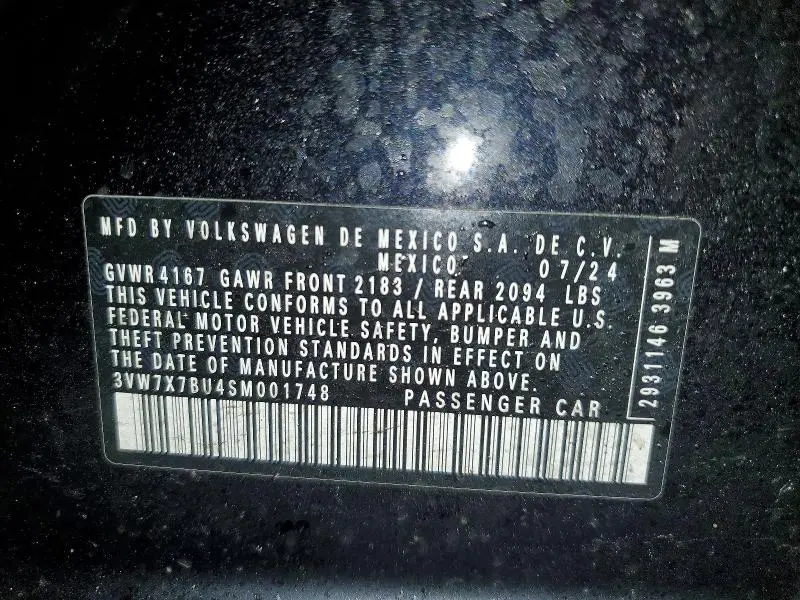 MFD BY VOLKSWAGEN DE MEXICO S.A. DE C.V.
MEXICO 07/24
GVWR 4167 GAWR FRONT 2183 / REAR 2094 LBS
THIS VEHICLE CONFORMS TO ALL APPLICABLE U.S.
FEDERAL MOTOR VEHICLE SAFETY, BUMPER AND
THEFT PREVENTION STANDARDS IN EFFECT ON
THE DATE OF MANUFACTURE SHOWN ABOVE.
3VW7X7BU4SM001748 PASSENGER CAR
2931146 3963 M